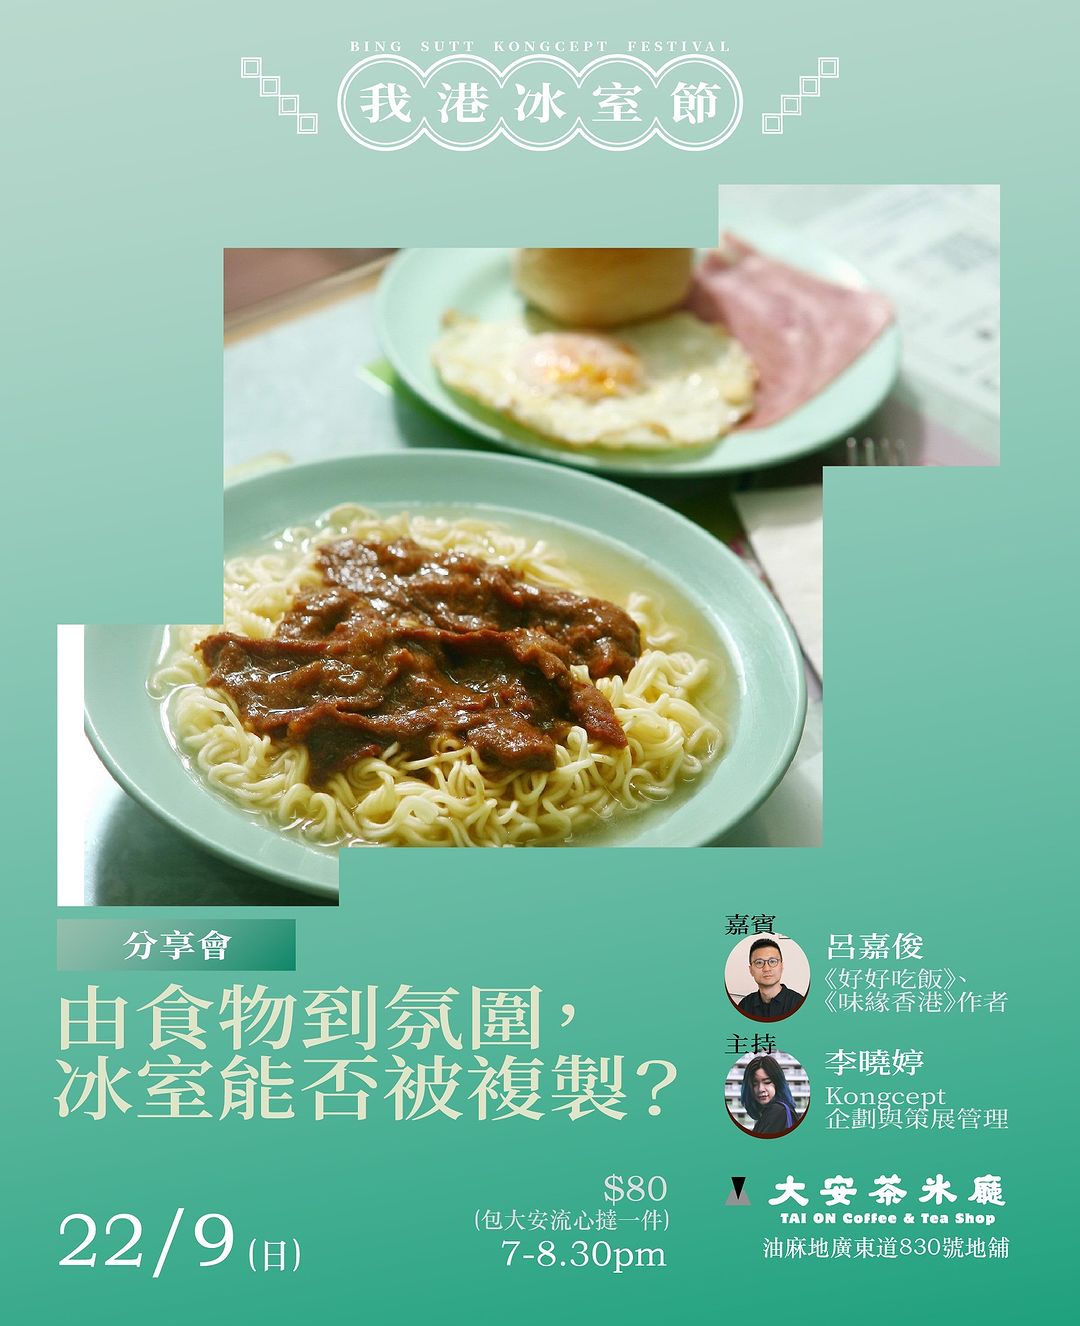 BING SUTT KONGCEPT FESTIVAL
我港冰室節
分享會
由食物到氛圍，
冰室能否被複製？
嘉賓
呂嘉俊
《好好吃飯》、
《味緣香港》作者
主持
李曉婷
Kongcept
企劃與策展管理
22/9 (日)
$80
(包大安流心撻一件)
7-8.30pm
大安茶氷廳
TAI ON Coffee & Tea Shop
油麻地廣東道830號地舖